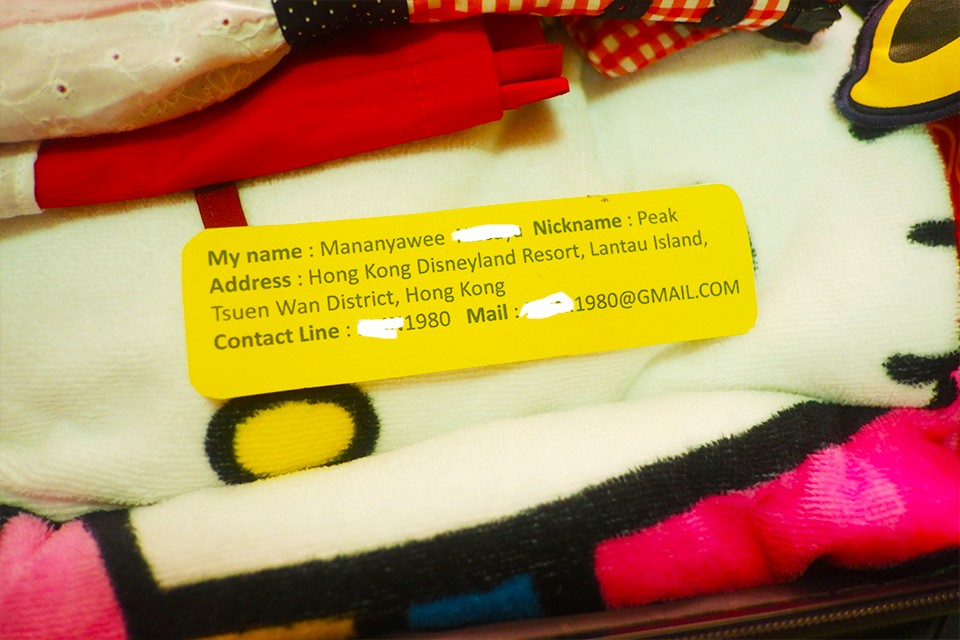 My name : Mananyawee Nickname : Peak
Address : Hong Kong Disneyland Resort, Lantau Island,
Tsuen Wan District, Hong Kong
Contact Line : 1980 Mail : 1980@GMAIL.COM